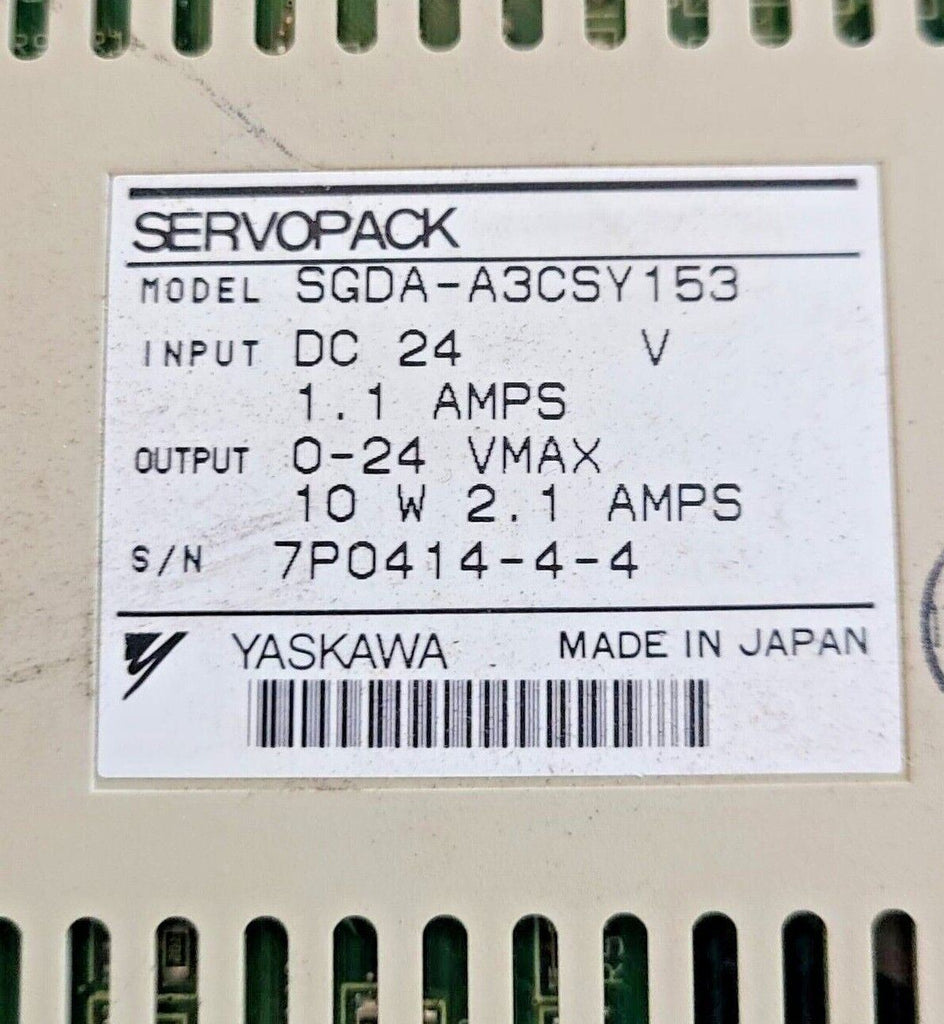 SERVOPACK
MODEL SGDA-A3CSY153
INPUT DC 24 V
1.1 AMPS
OUTPUT 0-24 VMAX
10 W 2.1 AMPS
S/N 7P0414-4-4
YASKAWA MADE IN JAPAN